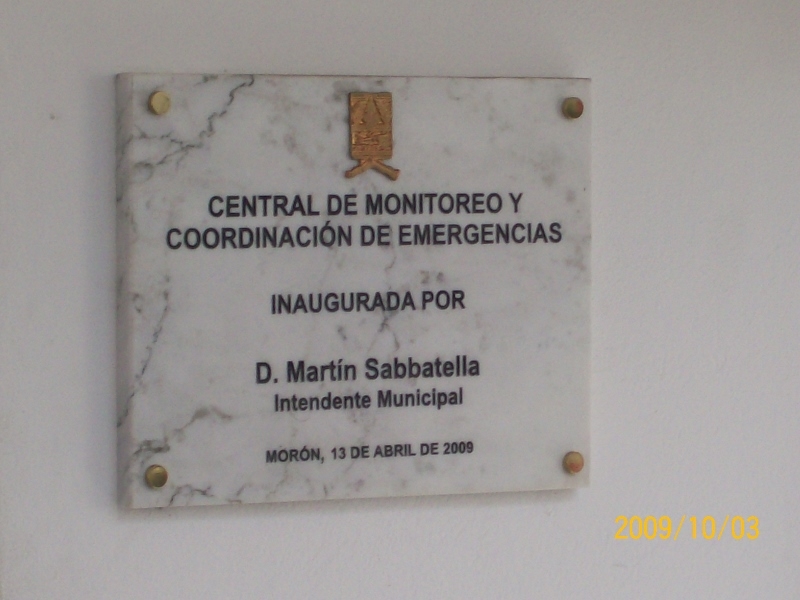 CENTRAL DE MONITOREO Y
COORDINACIÓN DE EMERGENCIAS
INAUGURADA POR
D. Martín Sabbatella
Intendente Municipal
MORÓN, 13 DE ABRIL DE 2009
2009/10/03